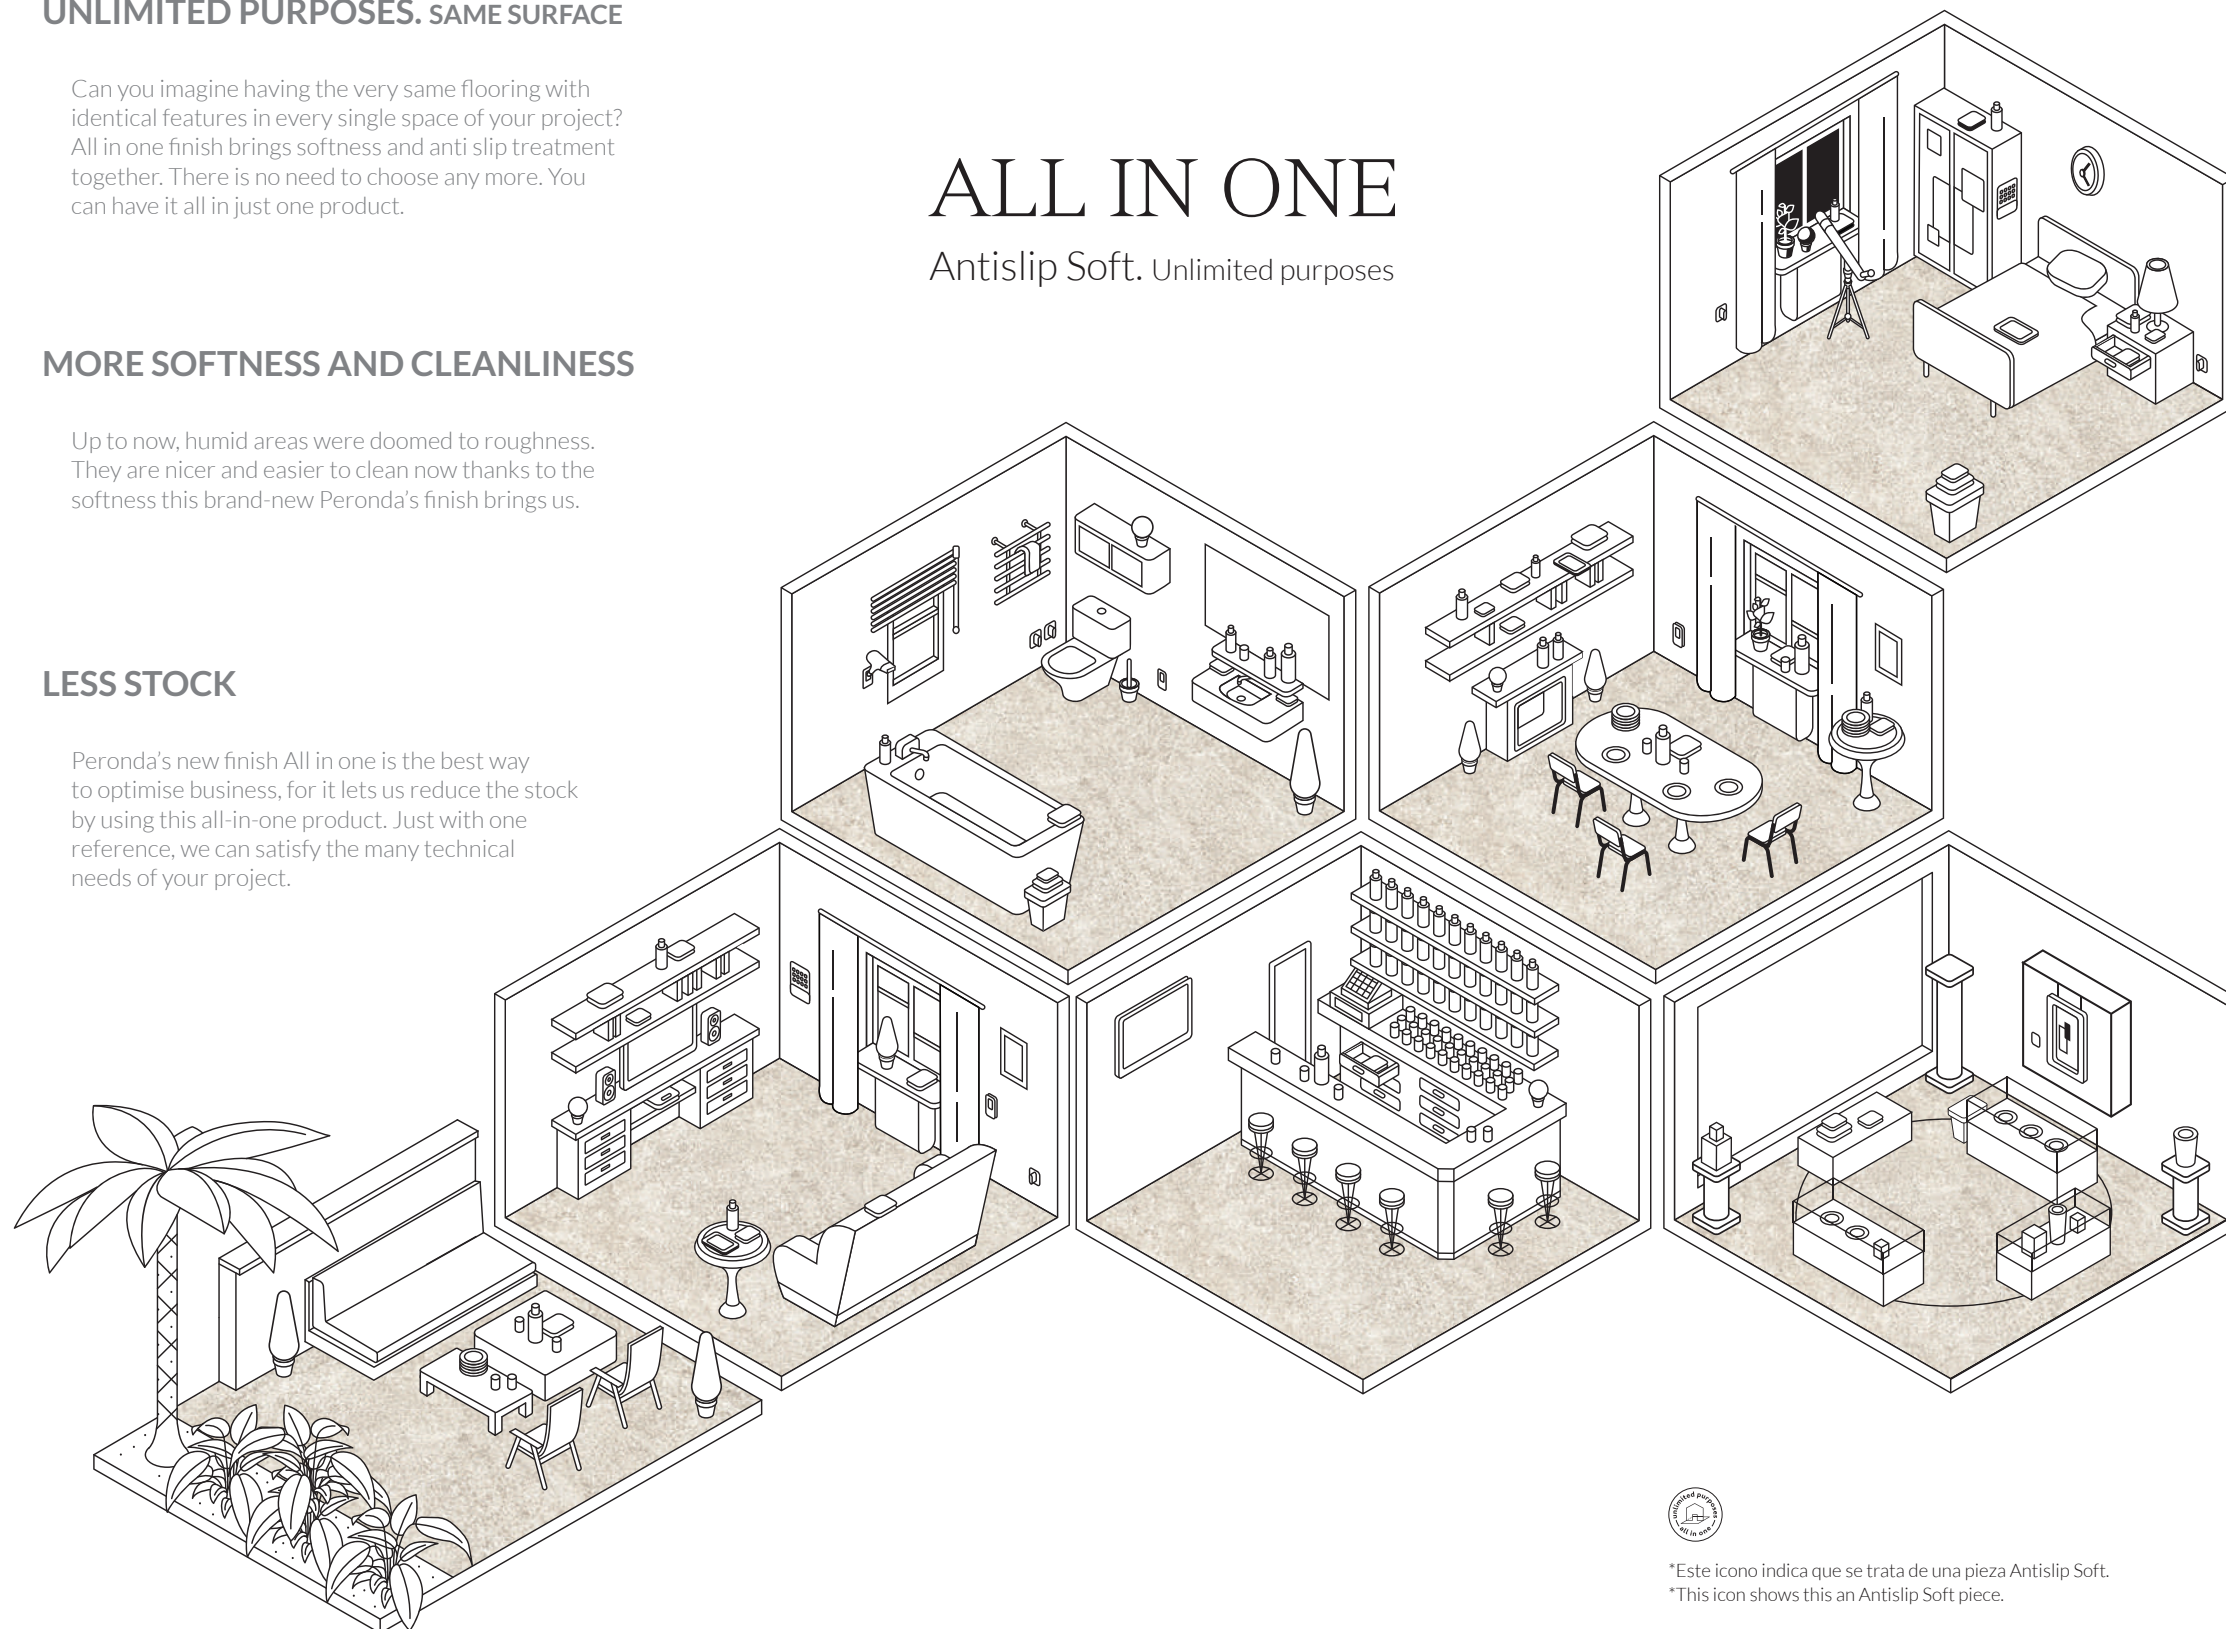 UNLIMITED PURPOSES. SAME SURFACE
Can you imagine having the very same flooring with
identical features in every single space of your project?
All in one finish brings softness and anti slip treatment
together. There is no need to choose any more. You
can have it all in just one product.
ALL IN ONE
Antislip Soft. Unlimited purposes
MORE SOFTNESS AND CLEANLINESS
Up to now, humid areas were doomed to roughness.
They are nicer and easier to clean now thanks to the
softness this brand-new Peronda’s finish brings us.
LESS STOCK
Peronda’s new finish All in one is the best way
to optimise business, for it lets us reduce the stock
by using this all-in-one product. Just with one
reference, we can satisfy the many technical
needs of your project.
unlimited purposes
all in one
*Este icono indica que se trata de una pieza Antislip Soft.
*This icon shows this an Antislip Soft piece.